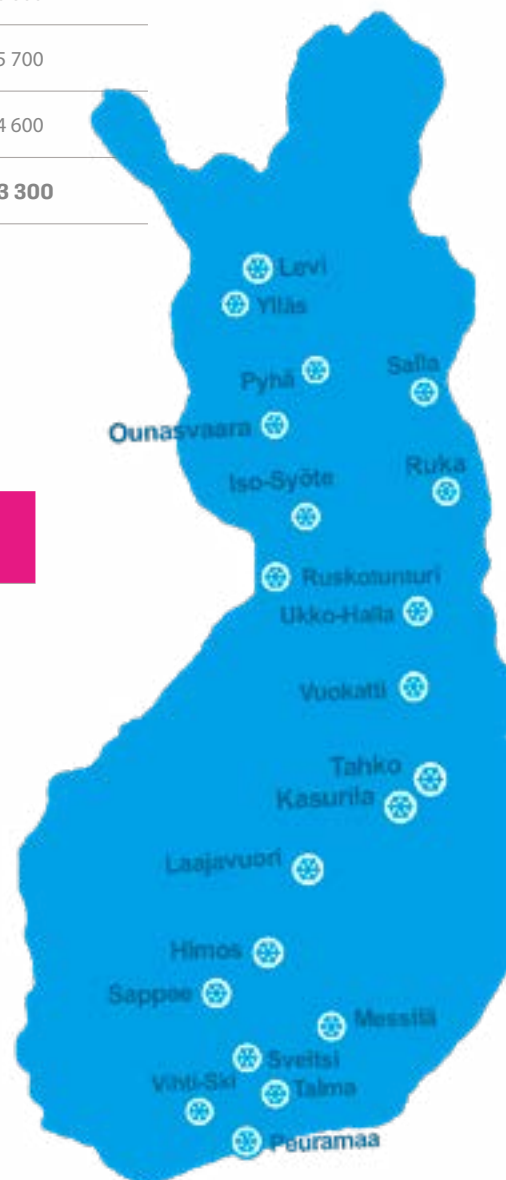 5 700
4 600
3 300
Levi
Ylläs
Pyhä
Salla
Ounasvaara
Ruka
Iso-Syöte
Ruskotunturi
Ukko-Halla
Vuokatti
Tahko
Kasurila
Laajavuori
Himos
Sappee
Messilä
Sveitsi
Vihti-Ski
Talma
Peuramaa